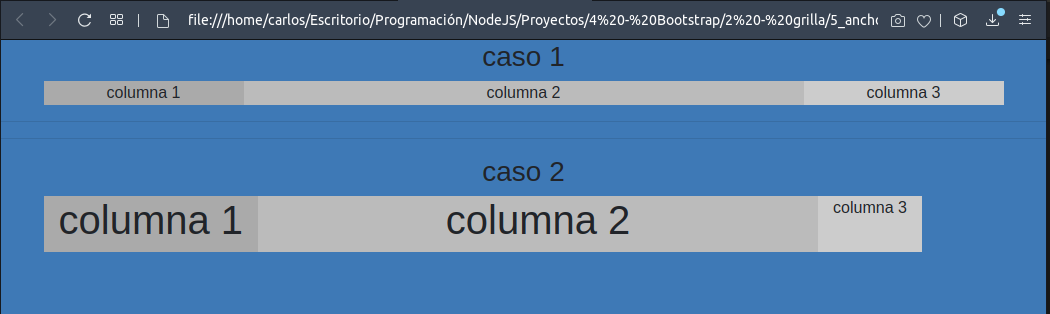 file:///home/carlos/Escritorio/Programación/NodeJS/Proyectos/4%20-%20Bootstrap/2%20-%20grilla/5_ancho
caso 1
columna 1 columna 2 columna 3
caso 2
columna 1 columna 2 columna 3